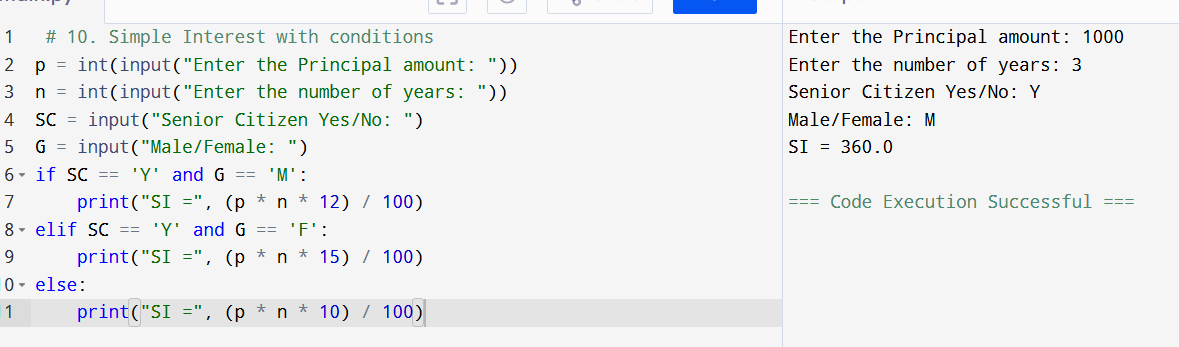 1 # 10. Simple Interest with conditions
2 p = int(input("Enter the Principal amount: "))
3 n = int(input("Enter the number of years: "))
4 SC = input("Senior Citizen Yes/No: ")
5 G = input("Male/Female: ")
6 if SC == 'Y' and G == 'M':
7 print("SI =", (p * n * 12) / 100)
8 elif SC == 'Y' and G == 'F':
9 print("SI =", (p * n * 15) / 100)
0 else:
1 print("SI =", (p * n * 10) / 100)
Enter the Principal amount: 1000
Enter the number of years: 3
Senior Citizen Yes/No: Y
Male/Female: M
SI = 360.0
=== Code Execution Successful ===